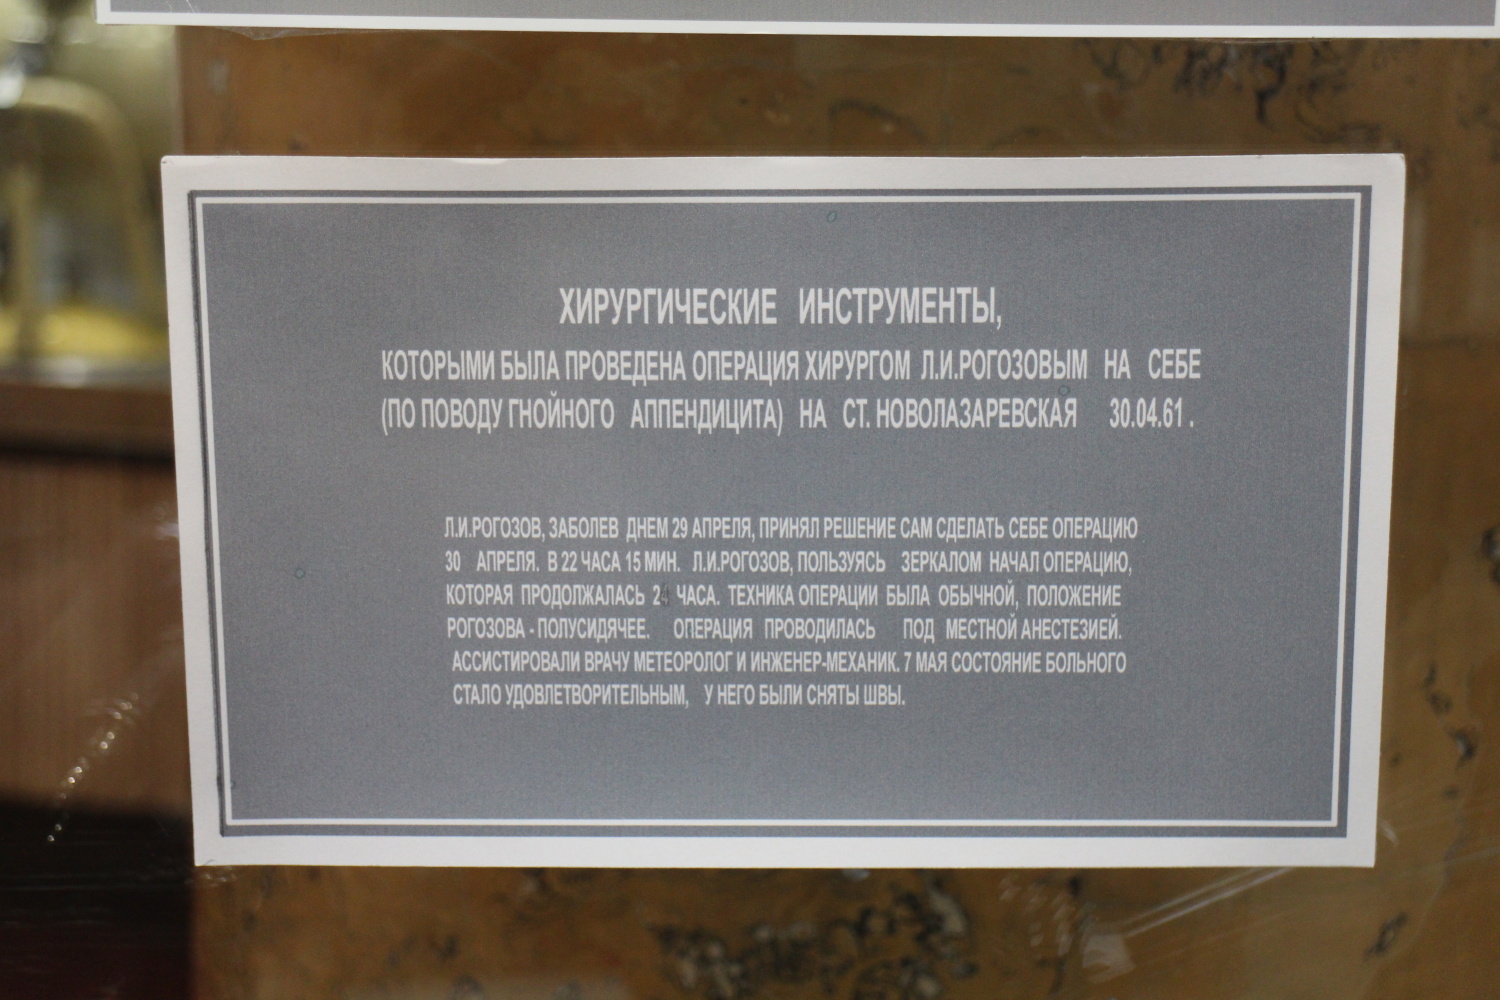 ХИРУРГИЧЕСКИЕ ИНСТРУМЕНТЫ,
КОТОРЫМИ БЫЛА ПРОВЕДЕНА ОПЕРАЦИЯ ХИРУРГОМ Л.И.РОГОЗОВЫМ НА СЕБЕ
(ПО ПОВОДУ ГНОЙНОГО АППЕНДИЦИТА) НА СТ. НОВОЛАЗАРЕВСКАЯ 30.04.61.
Л.И.РОГОЗОВ, ЗАБОЛЕВ ДНЕМ 29 АПРЕЛЯ, ПРИНЯЛ РЕШЕНИЕ САМ СДЕЛАТЬ СЕБЕ ОПЕРАЦИЮ
30 АПРЕЛЯ. В 22 ЧАСА 15 МИН. Л.И.РОГОЗОВ, ПОЛЬЗУЯСЬ ЗЕРКАЛОМ НАЧАЛ ОПЕРАЦИЮ,
КОТОРАЯ ПРОДОЛЖАЛАСЬ 2 ЧАСА. ТЕХНИКА ОПЕРАЦИИ БЫЛА ОБЫЧНОЙ, ПОЛОЖЕНИЕ
РОГОЗОВА - ПОЛУСИДЯЧЕЕ. ОПЕРАЦИЯ ПРОВОДИЛАСЬ ПОД МЕСТНОЙ АНЕСТЕЗИЕЙ.
АССИСТИРОВАЛИ ВРАЧУ МЕТЕОРОЛОГ И ИНЖЕНЕР-МЕХАНИК. 7 МАЯ СОСТОЯНИЕ БОЛЬНОГО
СТАЛО УДОВЛЕТВОРИТЕЛЬНЫМ, У НЕГО БЫЛИ СНЯТЫ ШВЫ.